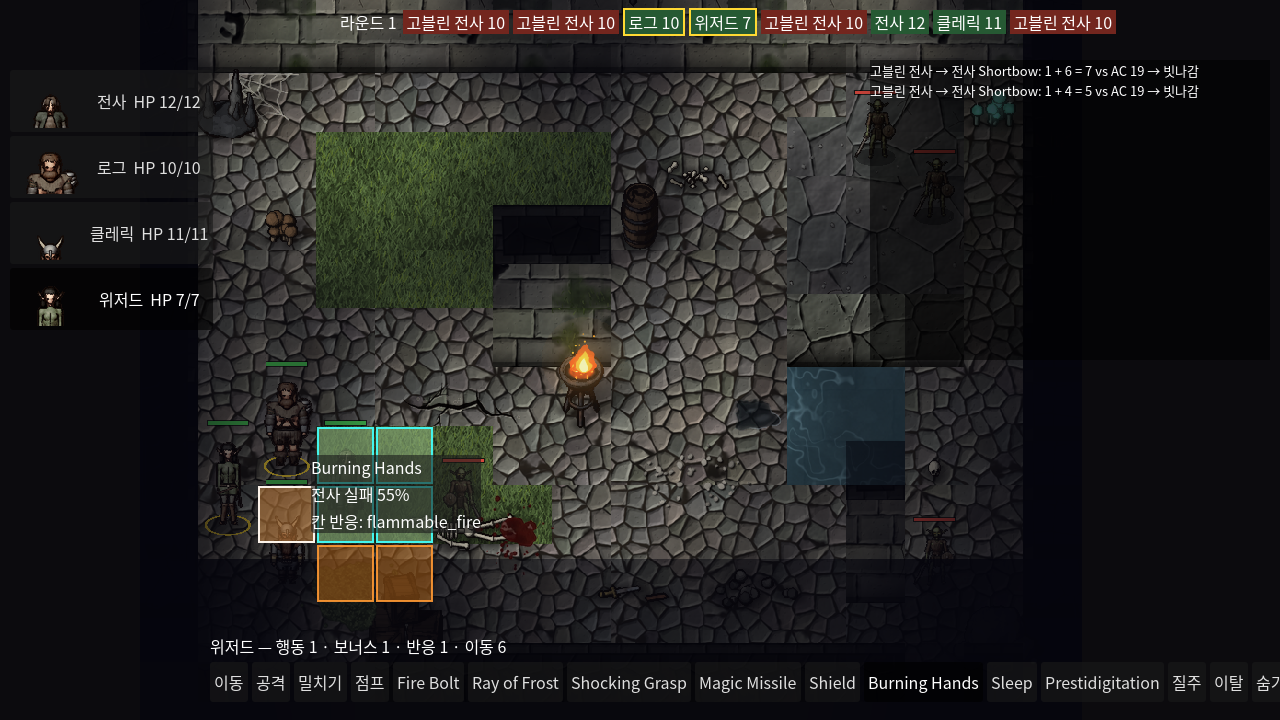 라운드 1 고블린 전사 10 고블린 전사 10 로그 10 위저드 7 고블린 전사 10 전사 12 클레릭 11 고블린 전사 10
고블린 전사 → 전사 Shortbow: 1 + 6 = 7 vs AC 19 → 빗나감
고블린 전사 → 전사 Shortbow: 1 + 4 = 5 vs AC 19 → 빗나감
전사 HP 12/12
로그 HP 10/10
클레릭 HP 11/11
위저드 HP 7/7
Burning Hands
전사 실패 55%
칸 반응: flammable_fire
위저드 — 행동 1 · 보너스 1 · 반응 1 · 이동 6
이동 공격 밀치기 점프 Fire Bolt Ray of Frost Shocking Grasp Magic Missile Shield Burning Hands Sleep Prestidigitation 질주 이탈